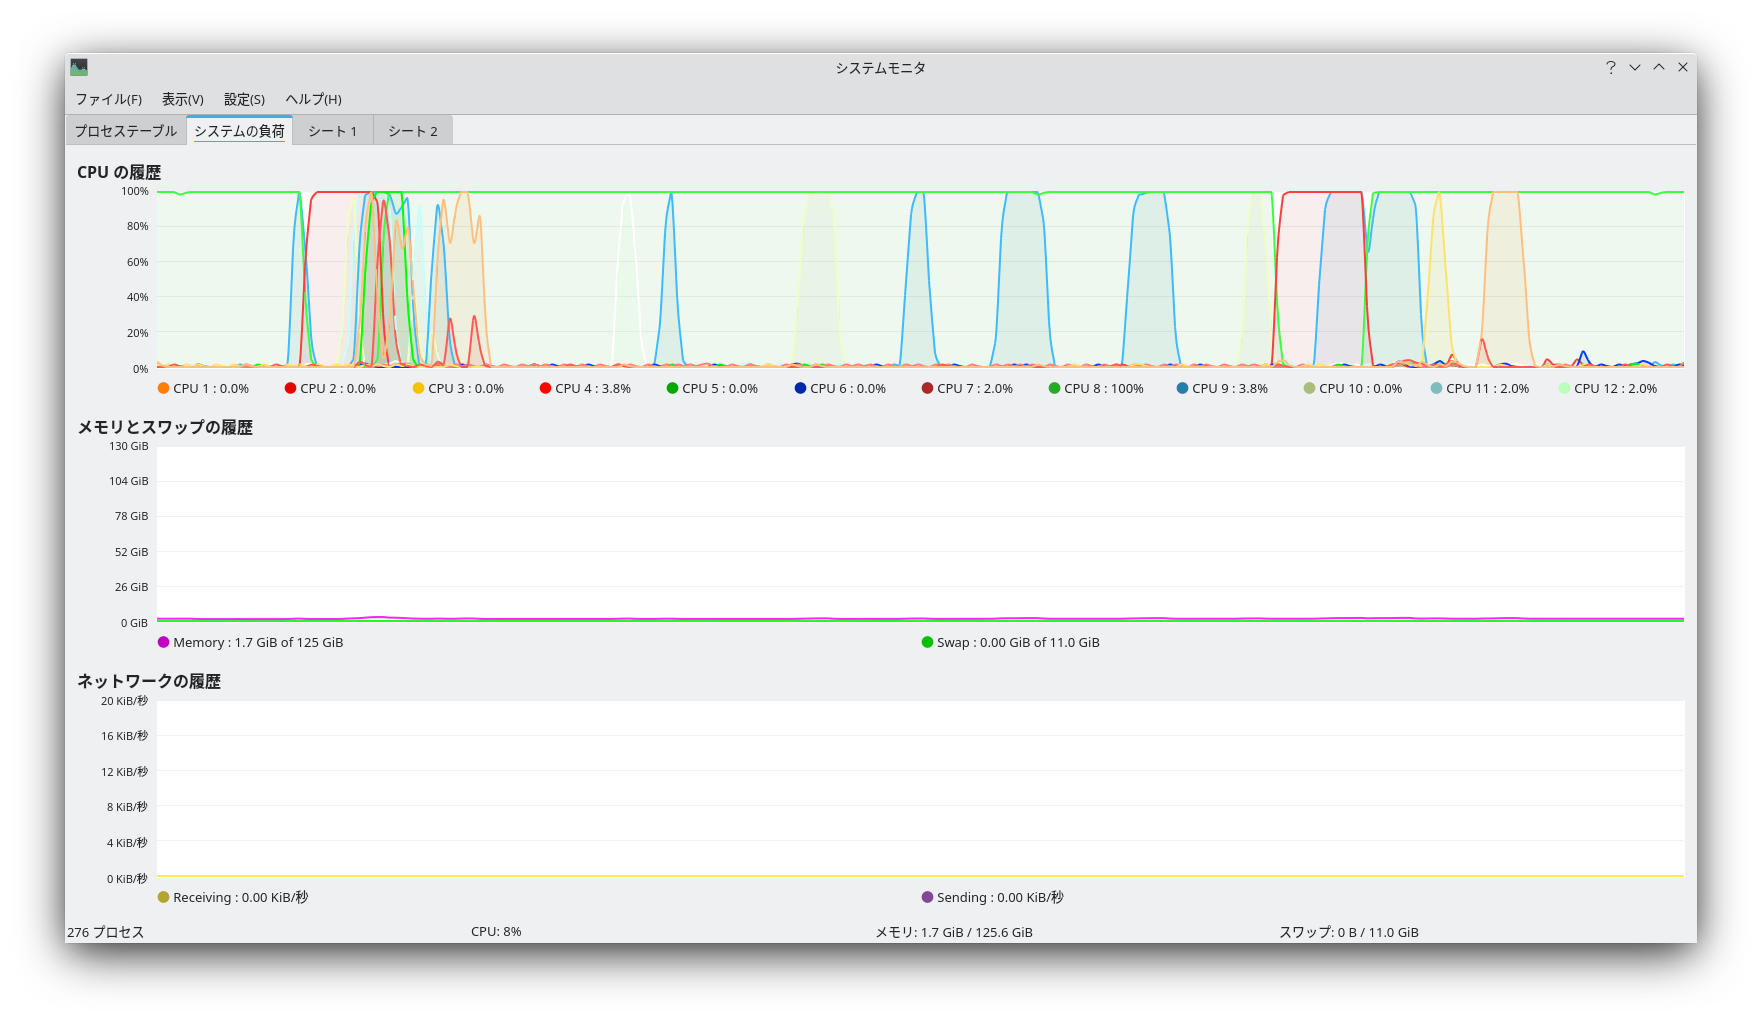 システムモニタ
ファイル(F) 表示(V) 設定(S) ヘルプ(H)
プロセステーブル システムの負荷 シート 1 シート 2
CPU の履歴
100%
80%
60%
40%
20%
0%
CPU 1 : 0.0% CPU 2 : 0.0% CPU 3 : 0.0% CPU 4 : 3.8% CPU 5 : 0.0% CPU 6 : 0.0% CPU 7 : 2.0% CPU 8 : 100% CPU 9 : 3.8% CPU 10 : 0.0% CPU 11 : 2.0% CPU 12 : 2.0%
メモリとスワップの履歴
130 GiB
104 GiB
78 GiB
52 GiB
26 GiB
0 GiB
Memory : 1.7 GiB of 125 GiB Swap : 0.00 GiB of 11.0 GiB
ネットワークの履歴
20 KiB/秒
16 KiB/秒
12 KiB/秒
8 KiB/秒
4 KiB/秒
0 KiB/秒
Receiving : 0.00 KiB/秒 Sending : 0.00 KiB/秒
276 プロセス CPU: 8% メモリ: 1.7 GiB / 125.6 GiB スワップ: 0 B / 11.0 GiB